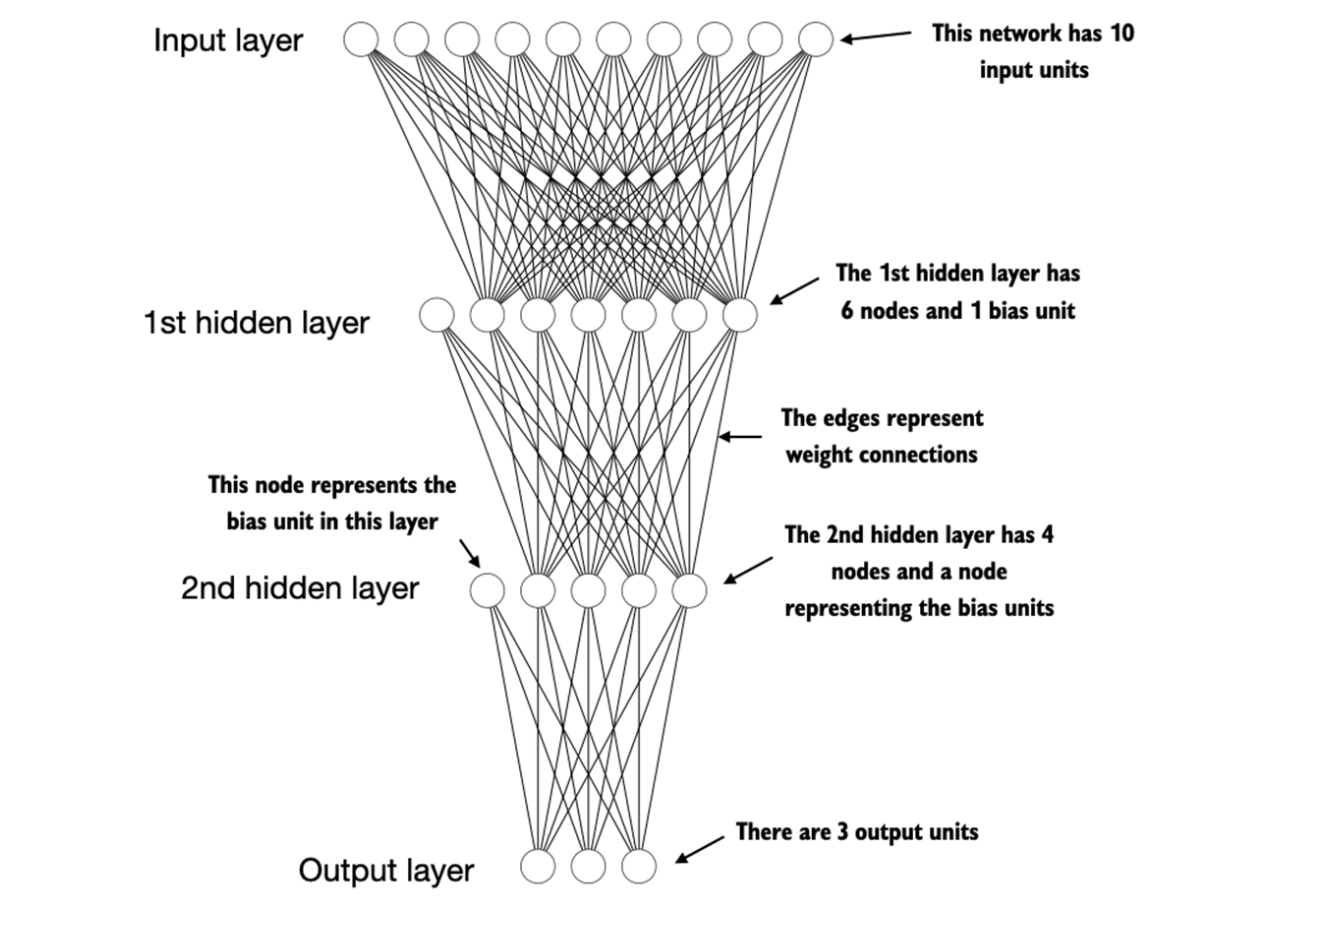 Input layer
This network has 10
input units
1st hidden layer
The 1st hidden layer has
6 nodes and 1 bias unit
The edges represent
weight connections
This node represents the
bias unit in this layer
2nd hidden layer
The 2nd hidden layer has 4
nodes and a node
representing the bias units
Output layer
There are 3 output units